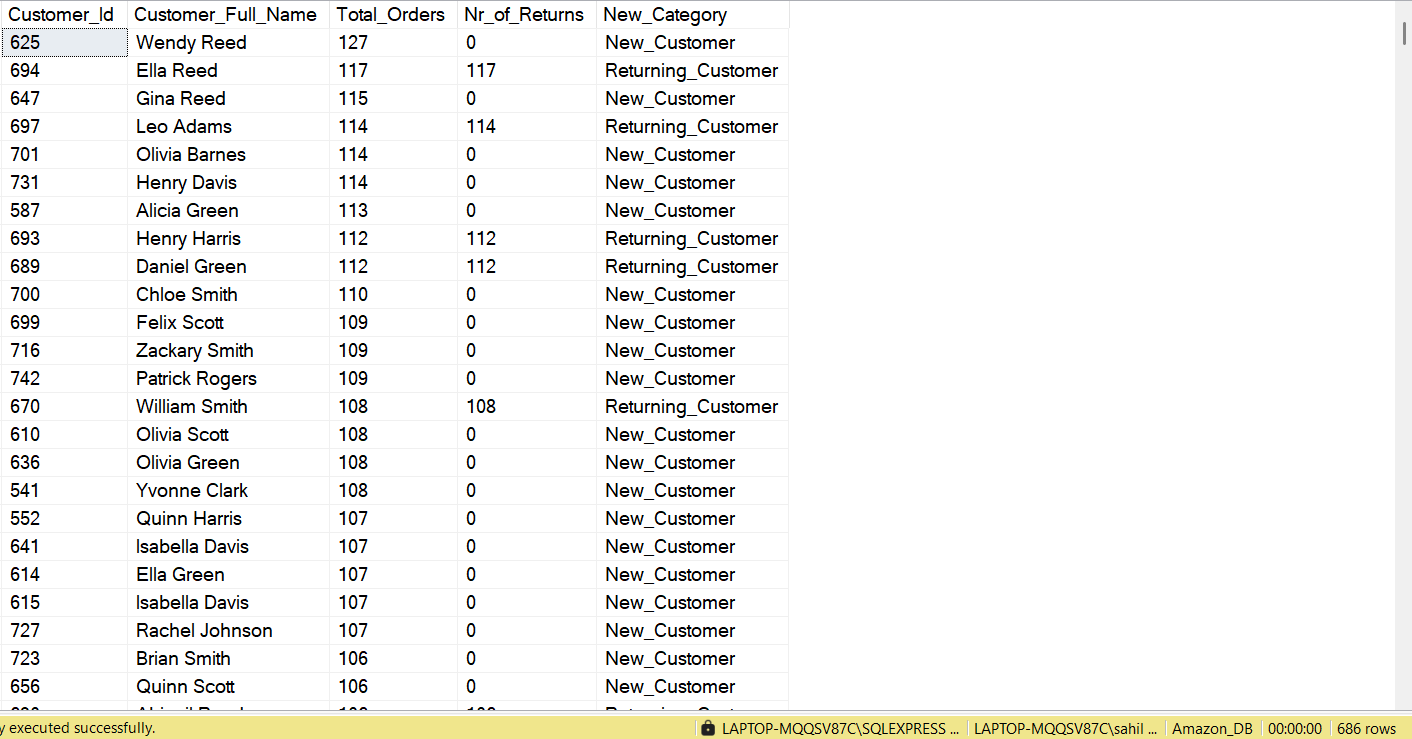 Customer_Id Customer_Full_Name Total_Orders Nr_of_Returns New_Category
625 Wendy Reed 127 0 New_Customer
694 Ella Reed 117 117 Returning_Customer
647 Gina Reed 115 0 New_Customer
697 Leo Adams 114 114 Returning_Customer
701 Olivia Barnes 114 0 New_Customer
731 Henry Davis 114 0 New_Customer
587 Alicia Green 113 0 New_Customer
693 Henry Harris 112 112 Returning_Customer
689 Daniel Green 112 112 Returning_Customer
700 Chloe Smith 110 0 New_Customer
699 Felix Scott 109 0 New_Customer
716 Zackary Smith 109 0 New_Customer
742 Patrick Rogers 109 0 New_Customer
670 William Smith 108 108 Returning_Customer
610 Olivia Scott 108 0 New_Customer
636 Olivia Green 108 0 New_Customer
541 Yvonne Clark 108 0 New_Customer
552 Quinn Harris 107 0 New_Customer
641 Isabella Davis 107 0 New_Customer
614 Ella Green 107 0 New_Customer
615 Isabella Davis 107 0 New_Customer
727 Rachel Johnson 107 0 New_Customer
723 Brian Smith 106 0 New_Customer
656 Quinn Scott 106 0 New_Customer
y executed successfully. LAPTOP-MQQSV87C\SQLEXPRESS ... LAPTOP-MQQSV87C\sahil ... Amazon_DB 00:00:00 686 rows